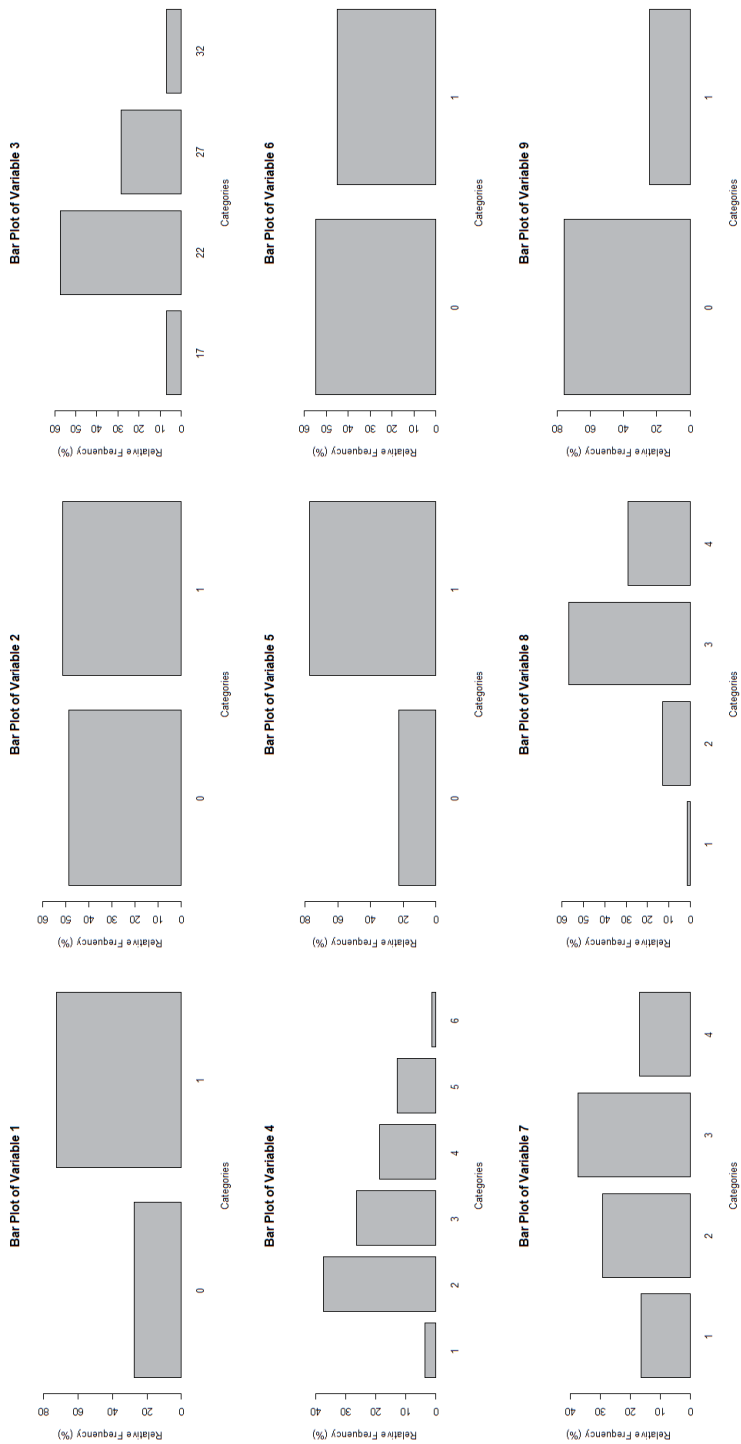 Bar Plot of Variable 1
Relative Frequency (%)
0 20 40 60 80
0 1
Categories
Bar Plot of Variable 2
Relative Frequency (%)
0 10 20 30 40 50 60
0 1
Categories
Bar Plot of Variable 3
Relative Frequency (%)
0 10 20 30 40 50 60
17 22 27 32
Categories
Bar Plot of Variable 4
Relative Frequency (%)
0 10 20 30 40
1 2 3 4 5 6
Categories
Bar Plot of Variable 5
Relative Frequency (%)
0 20 40 60 80
0 1
Categories
Bar Plot of Variable 6
Relative Frequency (%)
0 10 20 30 40 50 60
0 1
Categories
Bar Plot of Variable 7
Relative Frequency (%)
0 10 20 30 40
1 2 3 4
Categories
Bar Plot of Variable 8
Relative Frequency (%)
0 10 20 30 40 50 60
1 2 3 4
Categories
Bar Plot of Variable 9
Relative Frequency (%)
0 20 40 60 80
0 1
Categories